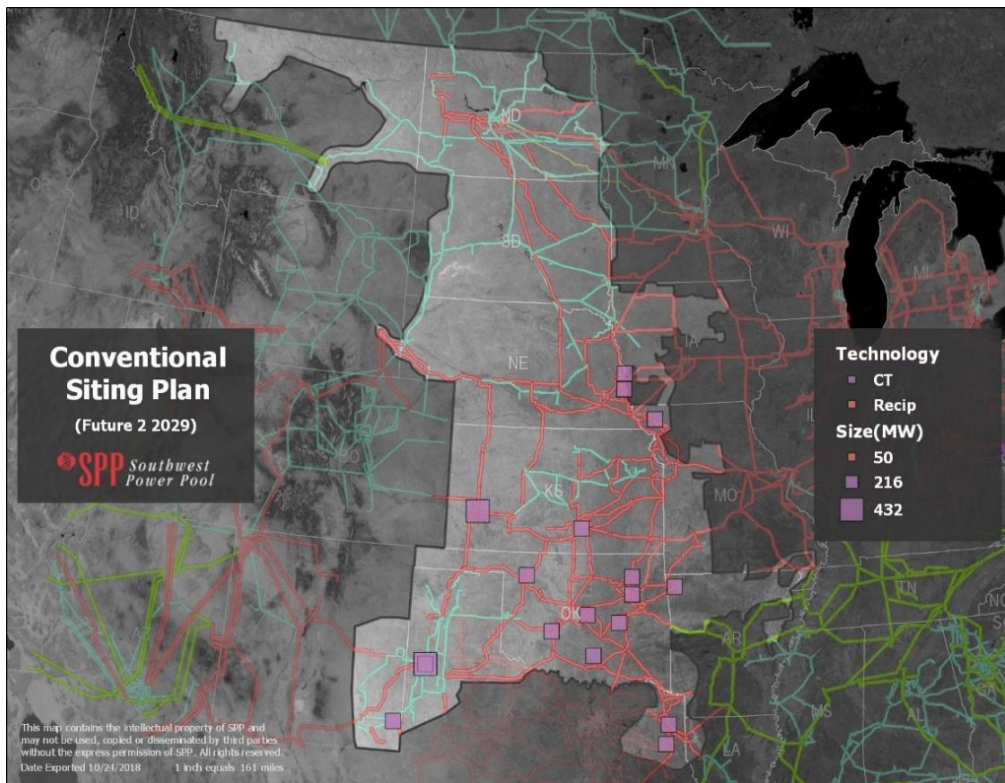 Conventional
Siting Plan
(Future 2 2029)
SPP Southwest
Power Pool
Technology
CT
Recip
Size(MW)
50
216
432
ND
MI
SD
WI
MI
ID
NE
IA
KS
MO
OK
AR
TN
MS
AL
LA
GA
This map contains the intellectual property of SPP and
may not be used, copied or disseminated by third parties
without the express permission of SPP. All rights reserved.
Date Exported 10/24/2018 1 inch equals 161 miles